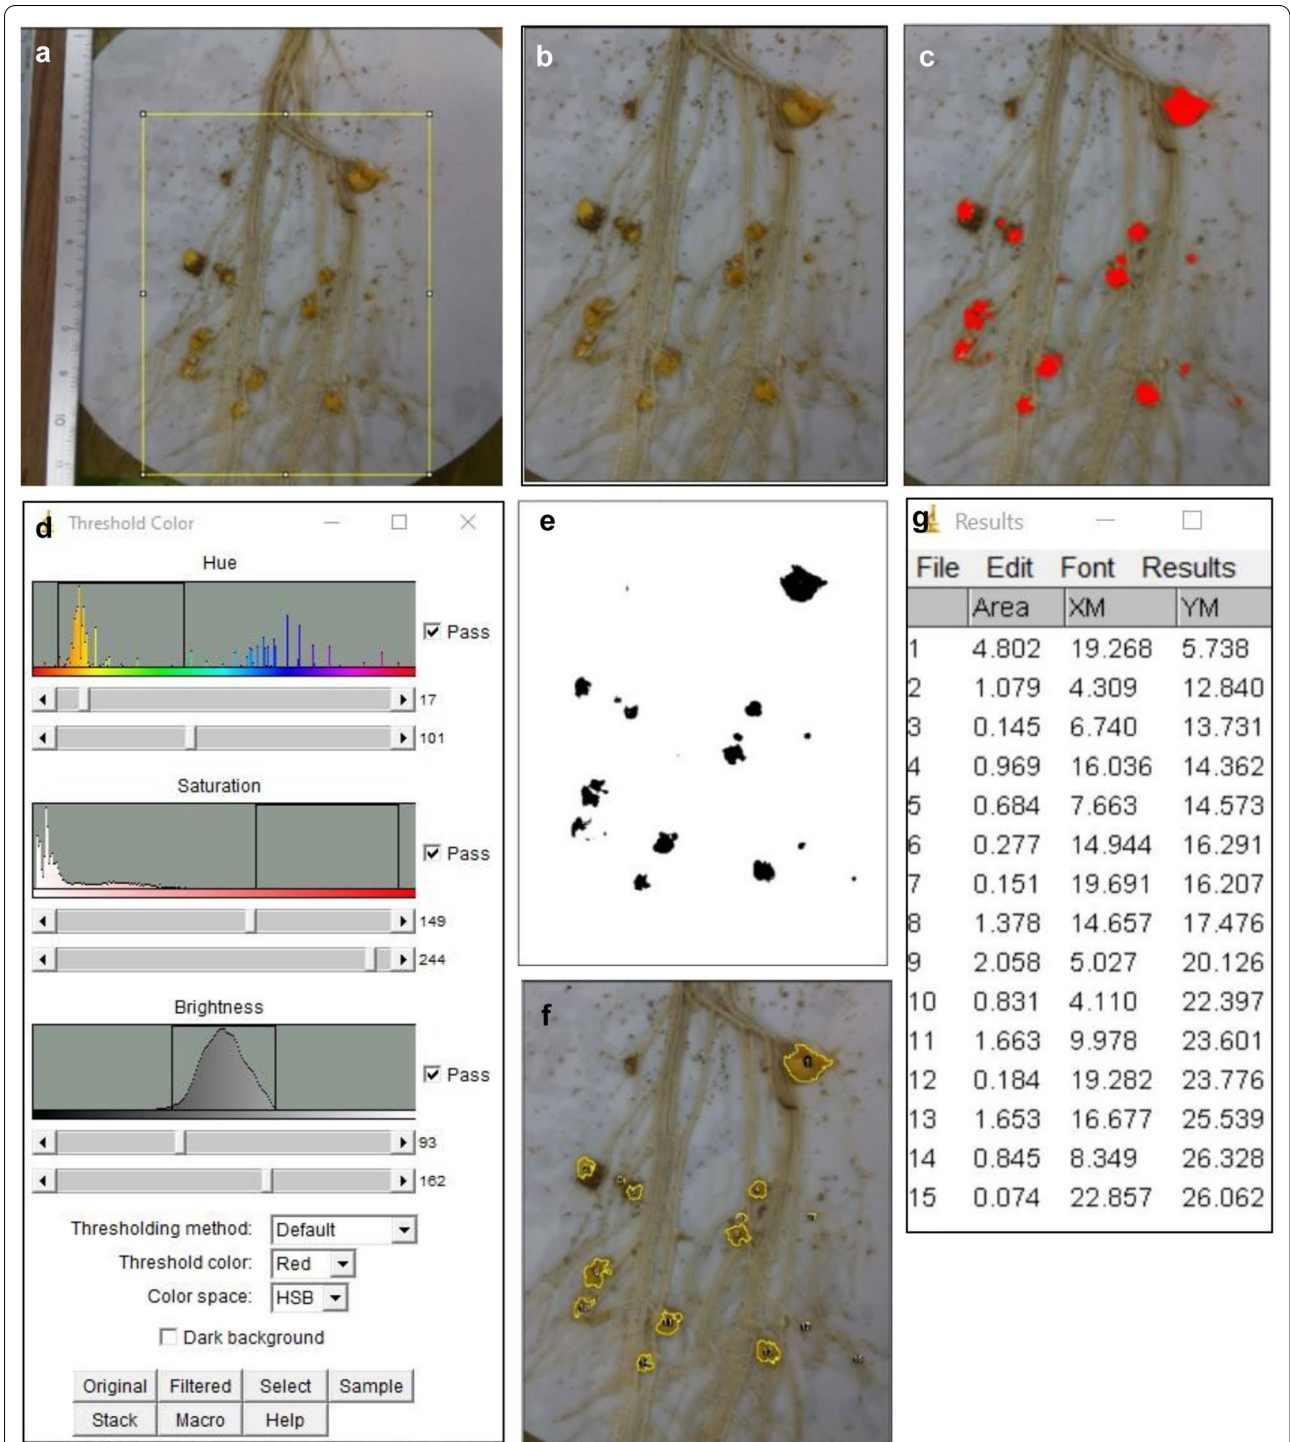 a
b
c
d Threshold Color
Hue
Pass
17
101
Saturation
Pass
149
244
Brightness
Pass
93
162
Thresholding method: Default
Threshold color: Red
Color space: HSB
Dark background
Original Filtered Select Sample
Stack Macro Help
e
f
g Results
File Edit Font Results
Area XM YM
1 4.802 19.268 5.738
2 1.079 4.309 12.840
3 0.145 6.740 13.731
4 0.969 16.036 14.362
5 0.684 7.663 14.573
6 0.277 14.944 16.291
7 0.151 19.691 16.207
8 1.378 14.657 17.476
9 2.058 5.027 20.126
10 0.831 4.110 22.397
11 1.663 9.978 23.601
12 0.184 19.282 23.776
13 1.653 16.677 25.539
14 0.845 8.349 26.328
15 0.074 22.857 26.062